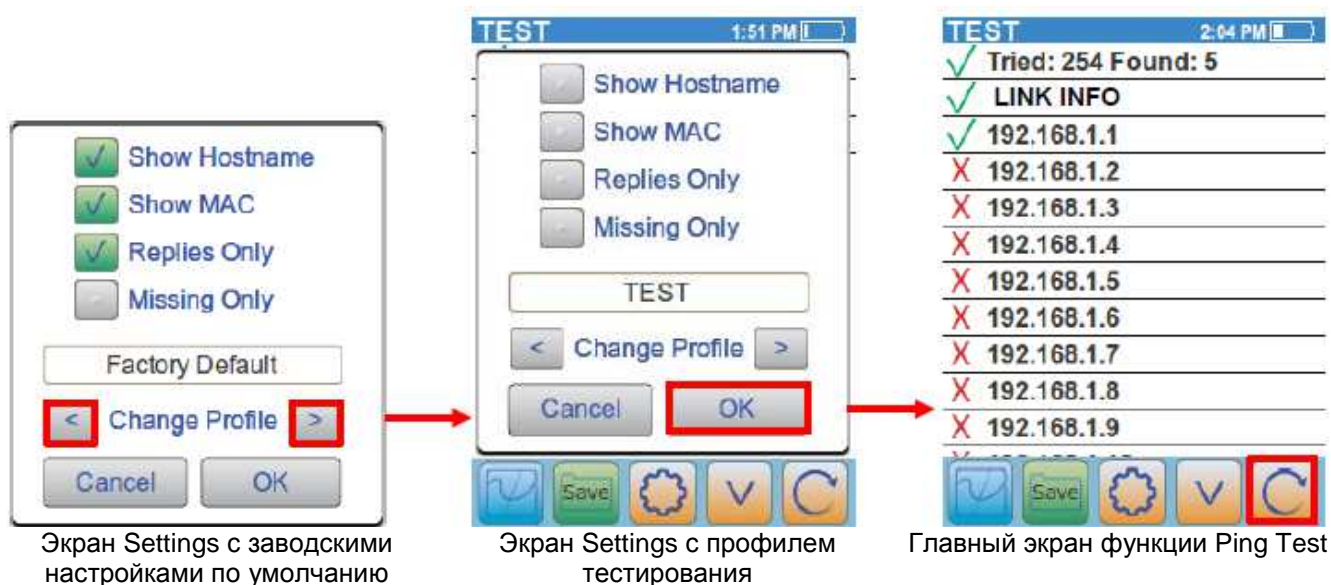 Show Hostname
Show MAC
Replies Only
Missing Only
Factory Default
< Change Profile >
Cancel OK
Экран Settings с заводскими
настройками по умолчанию
TEST 1:51 PM
Show Hostname
Show MAC
Replies Only
Missing Only
TEST
< Change Profile >
Cancel OK
Save
Экран Settings с профилем
тестирования
TEST 2:04 PM
Tried: 254 Found: 5
LINK INFO
192.168.1.1
192.168.1.2
192.168.1.3
192.168.1.4
192.168.1.5
192.168.1.6
192.168.1.7
192.168.1.8
192.168.1.9
Save
Главный экран функции Ping Test